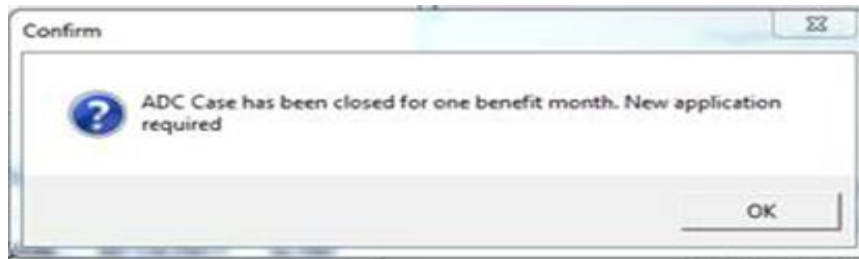 Confirm
ADC Case has been closed for one benefit month. New application
required
OK